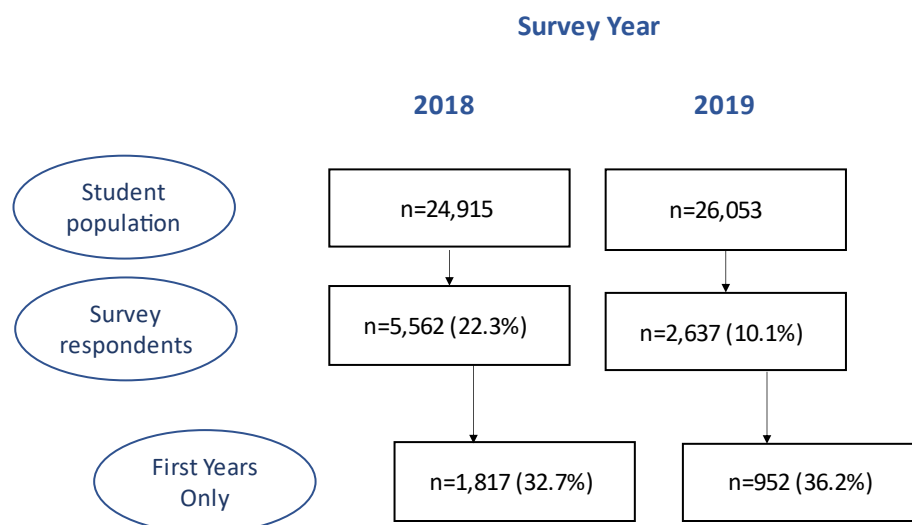 Survey Year
2018
2019
Student
population
n=24,915
n=26,053
Survey
respondents
n=5,562 (22.3%)
n=2,637 (10.1%)
First Years
Only
n=1,817 (32.7%)
n=952 (36.2%)